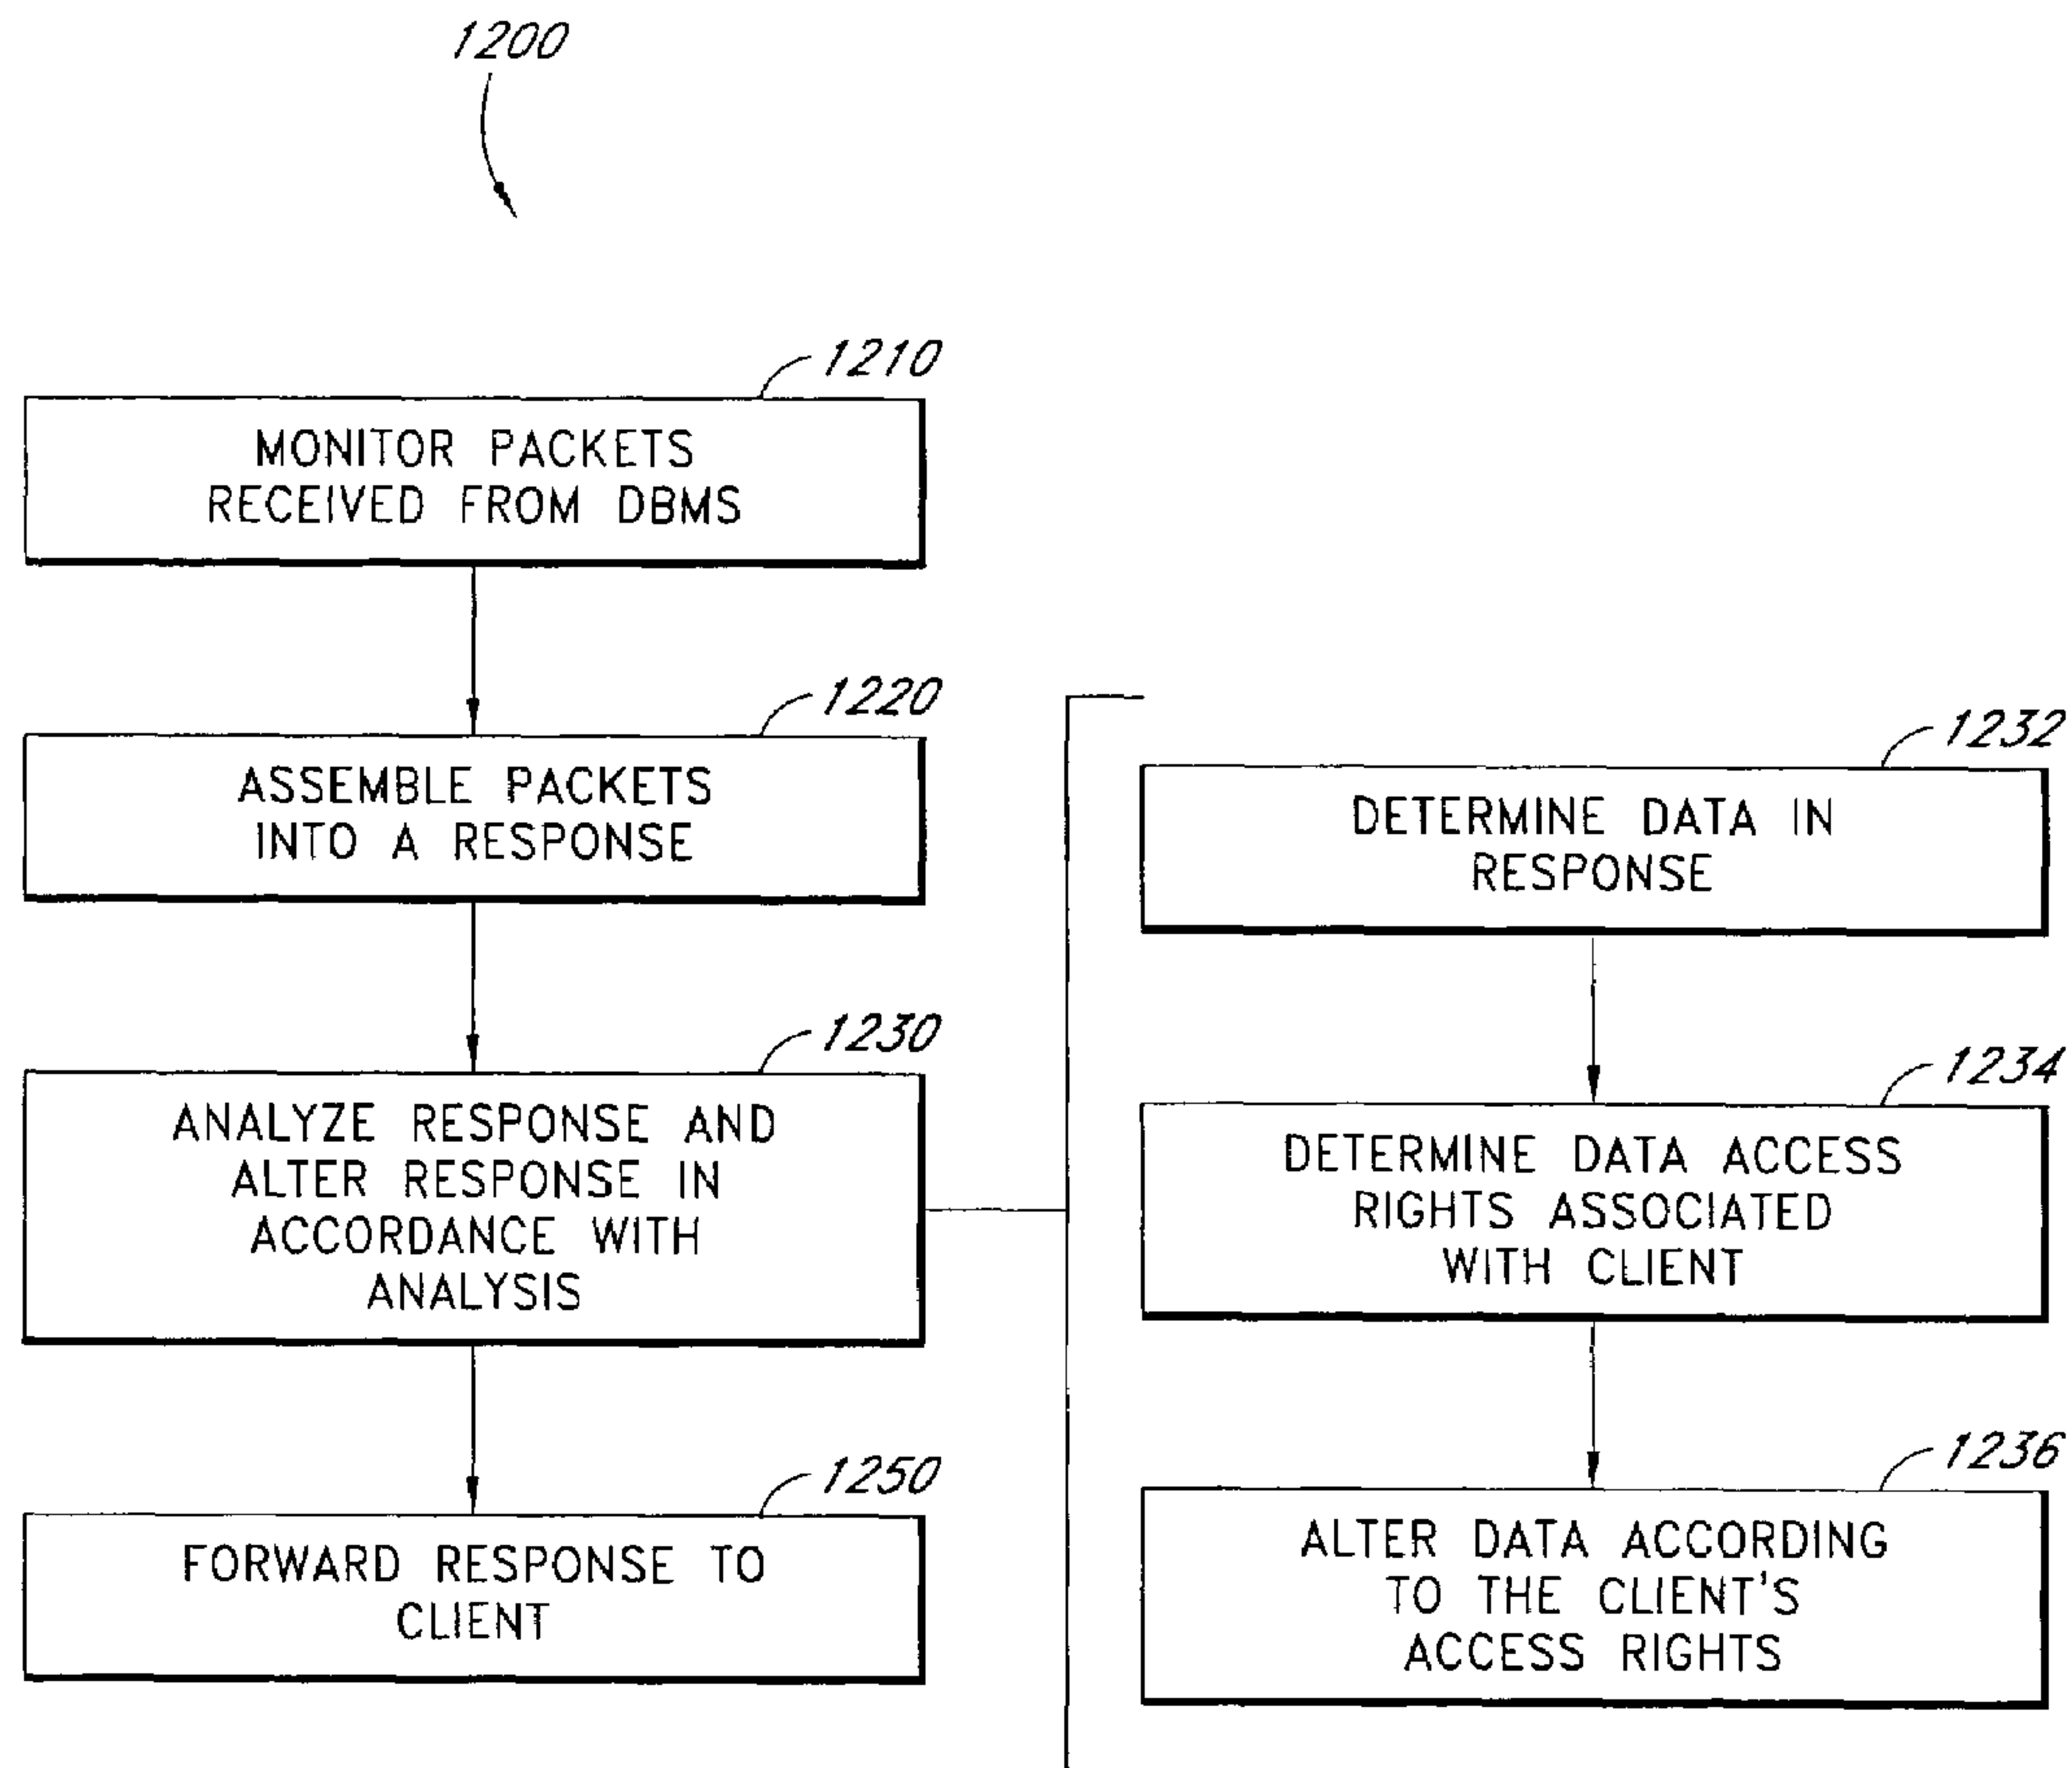 1200
1210
MONITOR PACKETS
RECEIVED FROM DBMS
1220
ASSEMBLE PACKETS
INTO A RESPONSE
1230
ANALYZE RESPONSE AND
ALTER RESPONSE IN
ACCORDANCE WITH
ANALYSIS
1250
FORWARD RESPONSE TO
CLIENT
1232
DETERMINE DATA IN
RESPONSE
1234
DETERMINE DATA ACCESS
RIGHTS ASSOCIATED
WITH CLIENT
1236
ALTER DATA ACCORDING
TO THE CLIENT'S
ACCESS RIGHTS